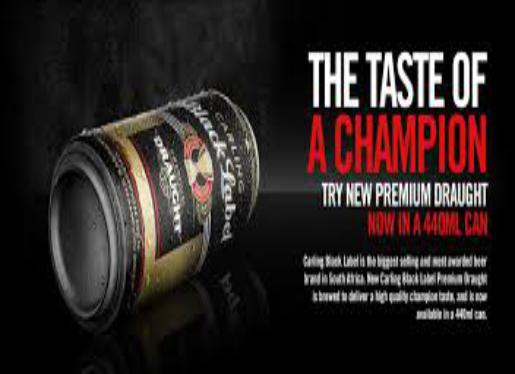 CARLING
Black Label
DRAUGHT
THE TASTE OF
A CHAMPION
TRY NEW PREMIUM DRAUGHT
NOW IN A 440ML CAN
Carling Black Label is the biggest selling and most awarded beer
brand in South Africa. New Carling Black Label Premium Draught
is brewed to deliver a high quality champion taste, and is now
available in a 440ml can.